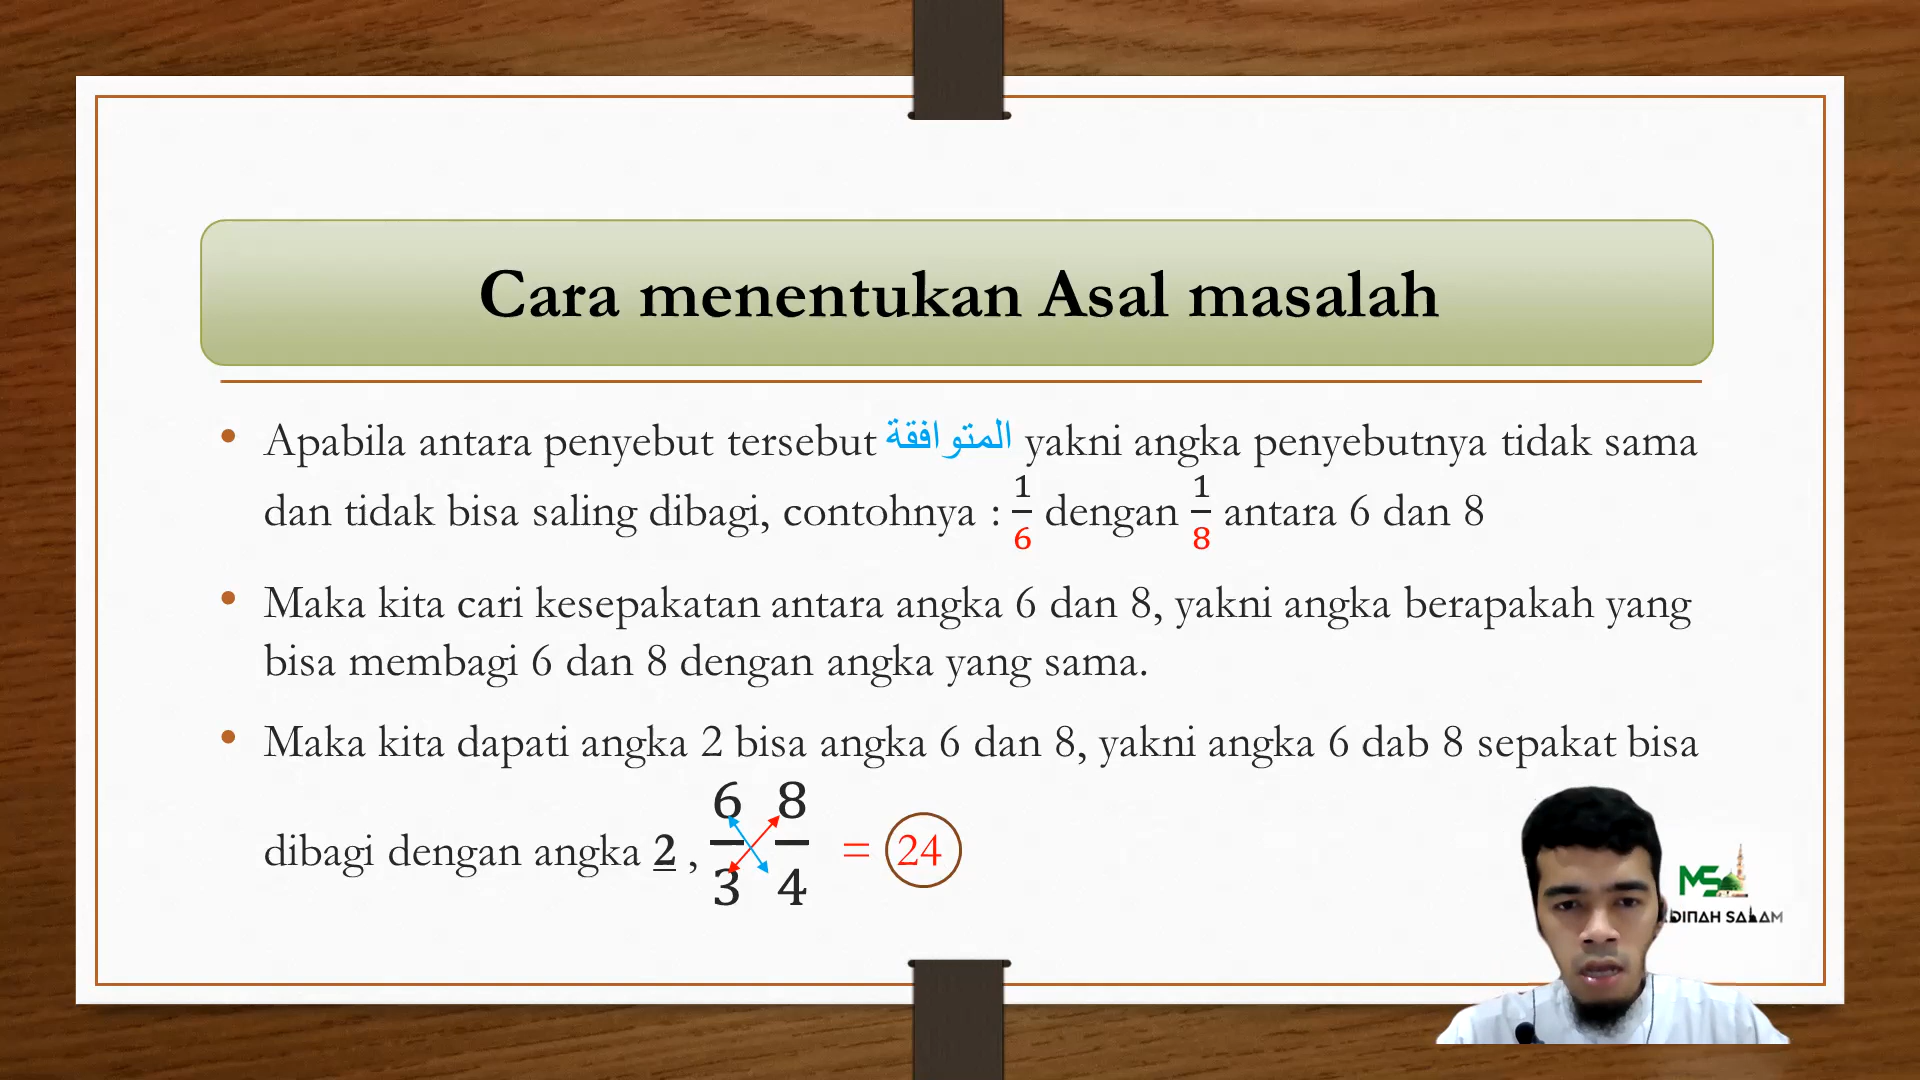 Cara menentukan Asal masalah
• Apabila antara penyebut tersebut المتوافقة yakni angka penyebutnya tidak sama
dan tidak bisa saling dibagi, contohnya : 1/6 dengan 1/8 antara 6 dan 8
• Maka kita cari kesepakatan antara angka 6 dan 8, yakni angka berapakah yang
bisa membagi 6 dan 8 dengan angka yang sama.
• Maka kita dapati angka 2 bisa angka 6 dan 8, yakni angka 6 dab 8 sepakat bisa
dibagi dengan angka 2 , 6/3 8/4 = 24
MS
DINAH SALAM